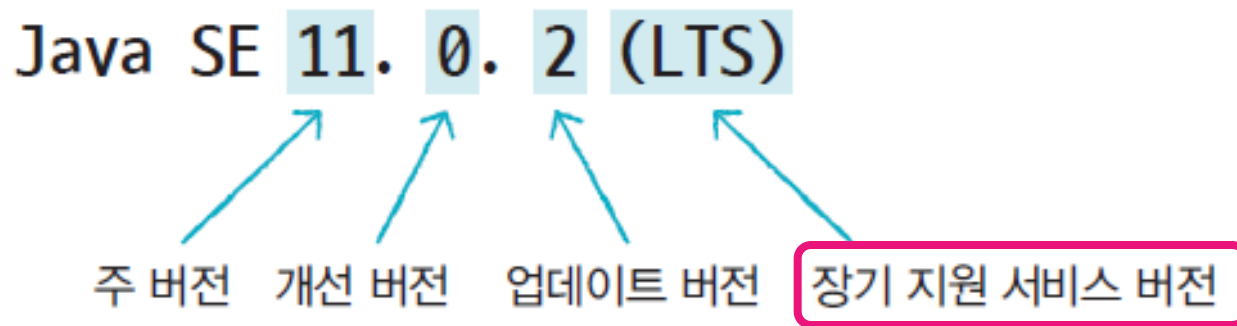 Java SE 11. 0. 2 (LTS)
주 버전 개선 버전 업데이트 버전 장기 지원 서비스 버전